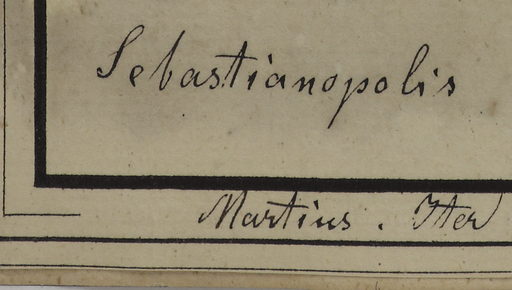 Sebastianopolis
Martius. Iter